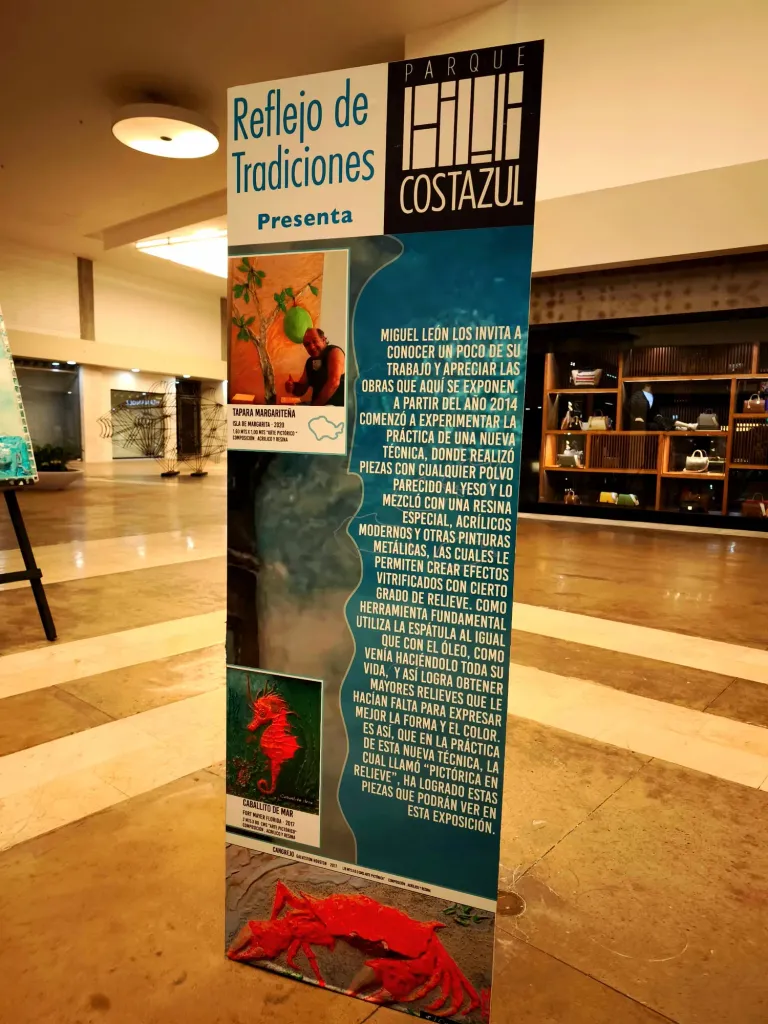 Reflejo de
Tradiciones
Presenta
PARQUE
COSTAZUL
TAPARA MARGARITEÑA
ISLA DE MARGARITA - 2020
COMPOSICIÓN : ACRÍLICO Y RESINA
MIGUEL LEÓN LOS INVITA A
CONOCER UN POCO DE SU
TRABAJO Y APRECIAR LAS
OBRAS QUE AQUÍ SE EXPONEN.
A PARTIR DEL AÑO 2014
COMENZÓ A EXPERIMENTAR LA
PRÁCTICA DE UNA NUEVA
TÉCNICA, DONDE REALIZÓ
PIEZAS CON CUALQUIER POLVO
PARECIDO AL YESO Y LO
MEZCLÓ CON UNA RESINA
ESPECIAL, ACRÍLICOS
MODERNOS Y OTRAS PINTURAS
METÁLICAS, LAS CUALES LE
PERMITEN CREAR EFECTOS
VITRIFICADOS CON CIERTO
GRADO DE RELIEVE. COMO
HERRAMIENTA FUNDAMENTAL
UTILIZA LA ESPÁTULA AL IGUAL
QUE CON EL ÓLEO, COMO
VENÍA HACIÉNDOLO TODA SU
VIDA, Y ASÍ LOGRA OBTENER
MAYORES RELIEVES QUE LE
HACÍAN FALTA PARA EXPRESAR
MEJOR LA FORMA Y EL COLOR.
ES ASÍ, QUE EN LA PRÁCTICA
DE ESTA NUEVA TÉCNICA, LA
CUAL LLAMÓ "PICTÓRICA EN
RELIEVE", HA LOGRADO ESTAS
PIEZAS QUE PODRÁN VER EN
ESTA EXPOSICIÓN.
CABALLITO DE MAR
FORT MAYER FLORIDA - 2017
COMPOSICIÓN : ACRÍLICO Y RESINA
CANGREJO GALVESTON HOUSTON - 2017